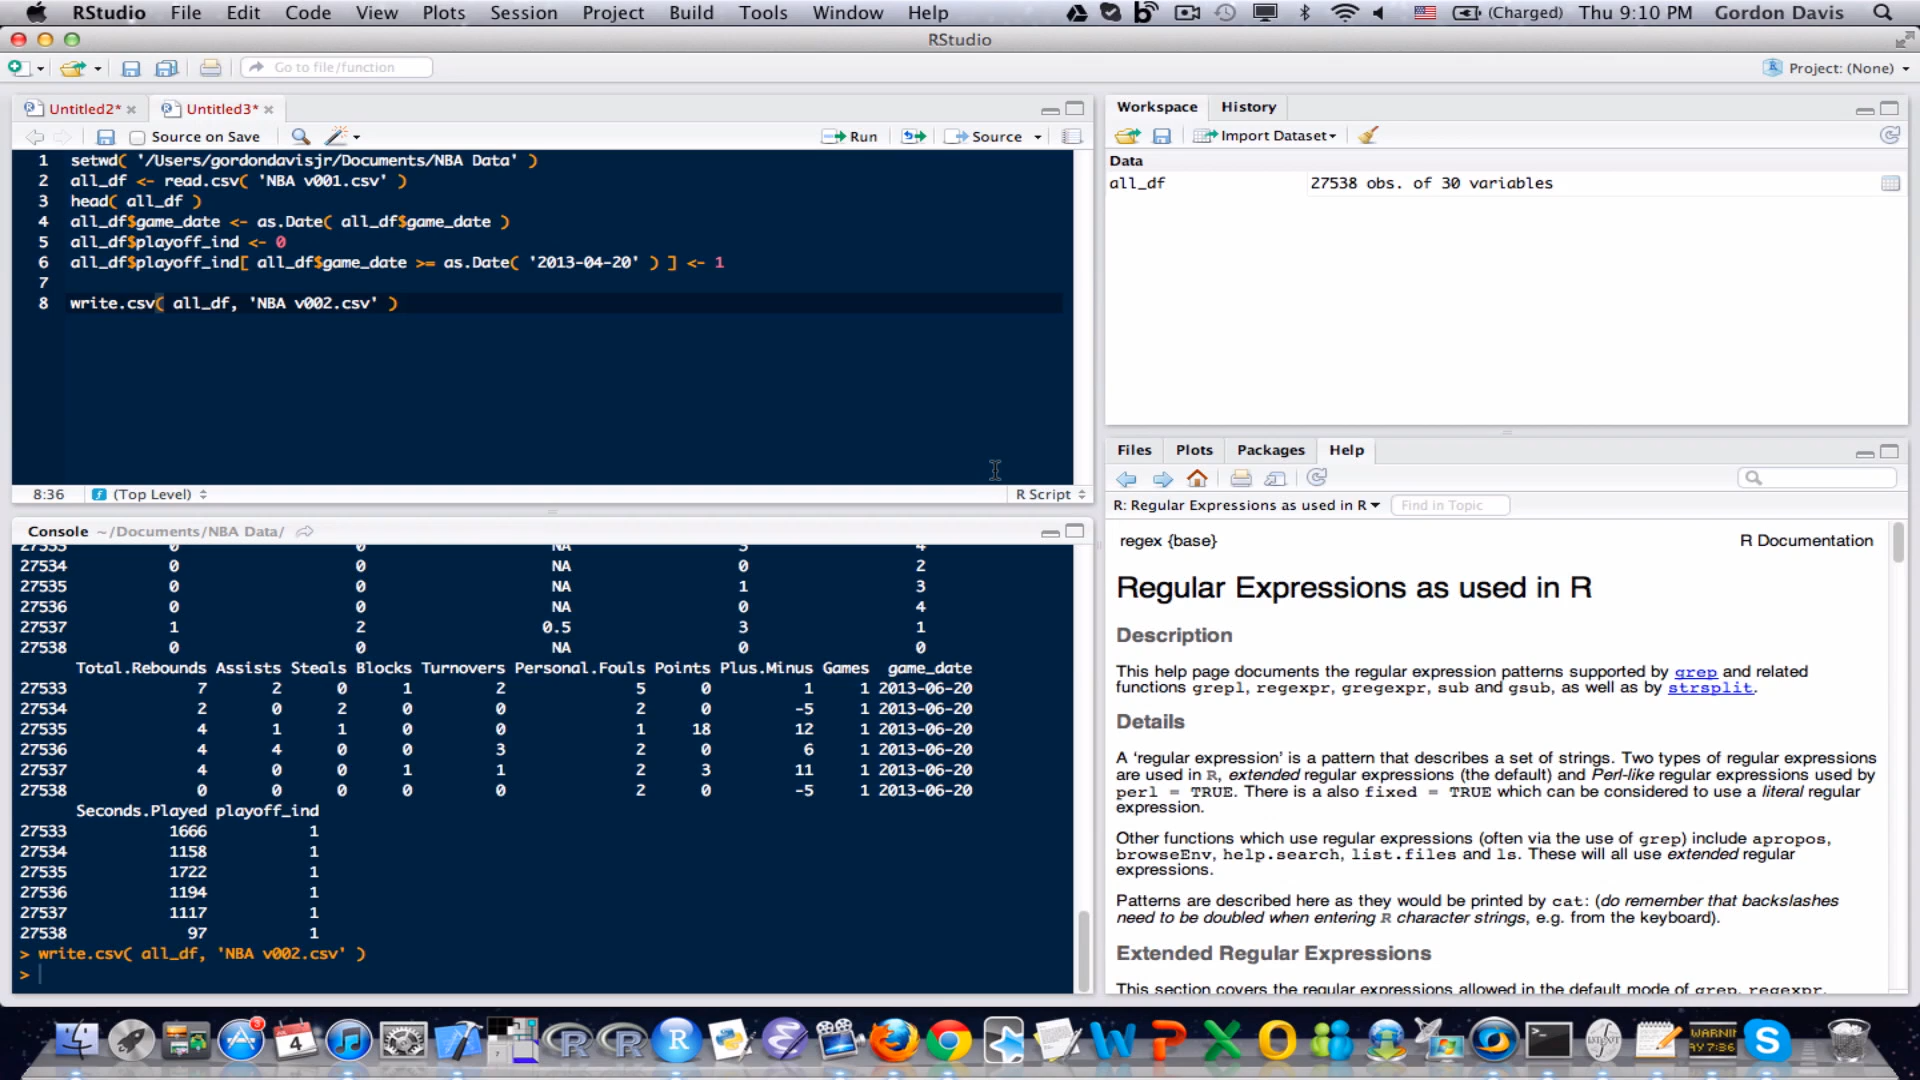 RStudio File Edit Code View Plots Session Project Build Tools Window Help (Charged) Thu 9:10 PM Gordon Davis
RStudio
Go to file/function Project: (None)
Untitled2* Untitled3*
Source on Save Run Source
1 setwd( '/Users/gordondavisjr/Documents/NBA Data' )
2 all_df <- read.csv( 'NBA v001.csv' )
3 head( all_df )
4 all_df$game_date <- as.Date( all_df$game_date )
5 all_df$playoff_ind <- 0
6 all_df$playoff_ind[ all_df$game_date >= as.Date( '2013-04-20' ) ] <- 1
7
8 write.csv( all_df, 'NBA v002.csv' )
8:36 (Top Level) R Script
Console ~/Documents/NBA Data/
27533 0 0 NA 3 4
27534 0 0 NA 0 2
27535 0 0 NA 1 3
27536 0 0 NA 0 4
27537 1 2 0.5 3 1
27538 0 0 NA 0 0
Total.Rebounds Assists Steals Blocks Turnovers Personal.Fouls Points Plus.Minus Games game_date
27533 7 2 0 1 2 5 0 1 1 2013-06-20
27534 2 0 2 0 0 2 0 -5 1 2013-06-20
27535 4 1 1 0 0 1 18 12 1 2013-06-20
27536 4 4 0 0 3 2 0 6 1 2013-06-20
27537 4 0 0 1 1 2 3 11 1 2013-06-20
27538 0 0 0 0 0 2 0 -5 1 2013-06-20
Seconds.Played playoff_ind
27533 1666 1
27534 1158 1
27535 1722 1
27536 1194 1
27537 1117 1
27538 97 1
> write.csv( all_df, 'NBA v002.csv' )
>
Workspace History
Import Dataset
Data
all_df 27538 obs. of 30 variables
Files Plots Packages Help
R: Regular Expressions as used in R Find in Topic
regex {base} R Documentation
Regular Expressions as used in R
Description
This help page documents the regular expression patterns supported by grep and related
functions grepl, regexpr, gregexpr, sub and gsub, as well as by strsplit.
Details
A ‘regular expression’ is a pattern that describes a set of strings. Two types of regular expressions
are used in R, extended regular expressions (the default) and Perl-like regular expressions used by
perl = TRUE. There is a also fixed = TRUE which can be considered to use a literal regular
expression.
Other functions which use regular expressions (often via the use of grep) include apropos,
browseEnv, help.search, list.files and ls. These will all use extended regular
expressions.
Patterns are described here as they would be printed by cat: (do remember that backslashes
need to be doubled when entering R character strings, e.g. from the keyboard).
Extended Regular Expressions
This section covers the regular expressions allowed in the default mode of grep, regexpr,